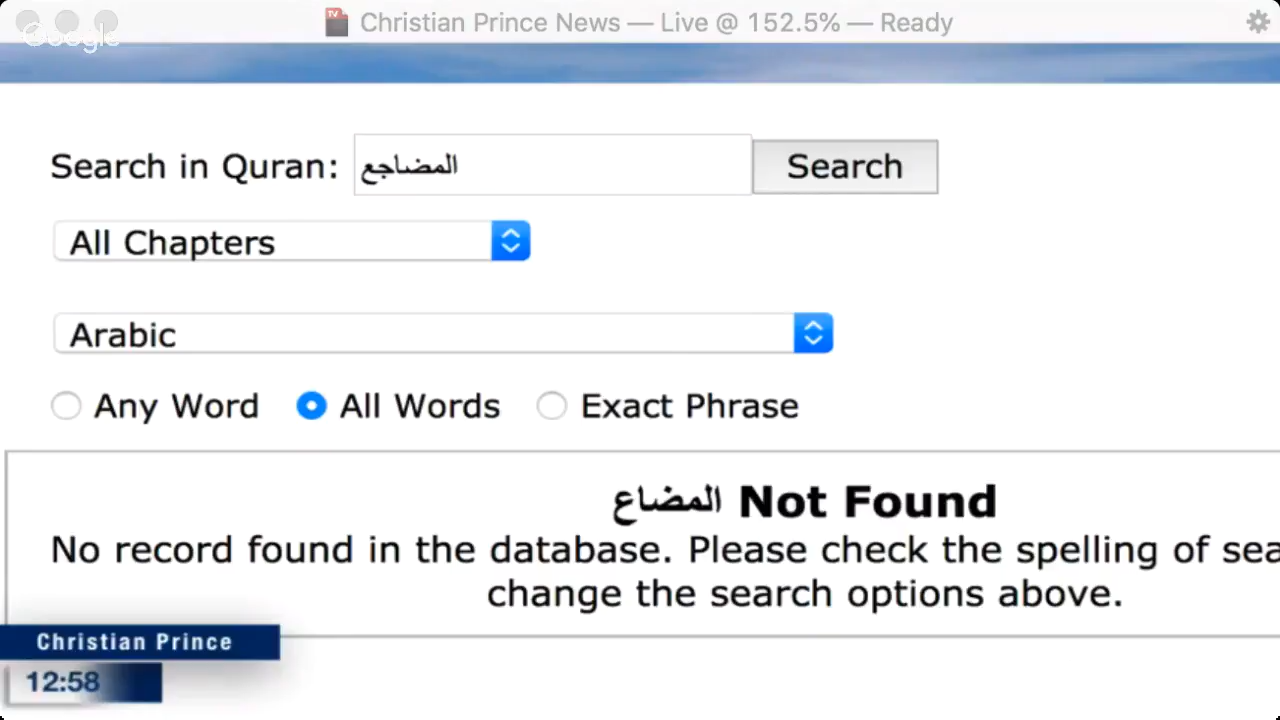 Google
Christian Prince News — Live @ 152.5% — Ready
Search in Quran: المضاجع Search
All Chapters
Arabic
Any Word All Words Exact Phrase
المضاع Not Found
No record found in the database. Please check the spelling of sea
change the search options above.
Christian Prince
12:58